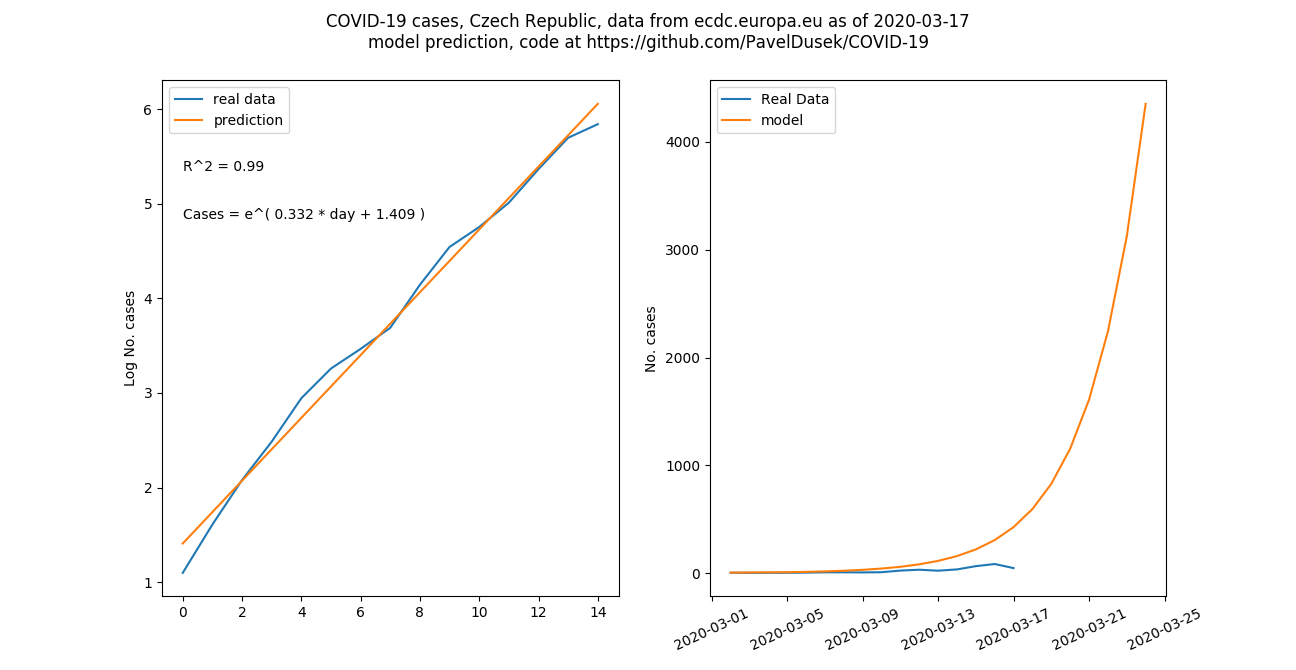 COVID-19 cases, Czech Republic, data from ecdc.europa.eu as of 2020-03-17
model prediction, code at https://github.com/PavelDusek/COVID-19
real data
prediction
R^2 = 0.99
Cases = e^( 0.332 * day + 1.409 )
Log No. cases
6
5
4
3
2
1
0 2 4 6 8 10 12 14
Real Data
model
No. cases
4000
3000
2000
1000
0
2020-03-01 2020-03-05 2020-03-09 2020-03-13 2020-03-17 2020-03-21 2020-03-25